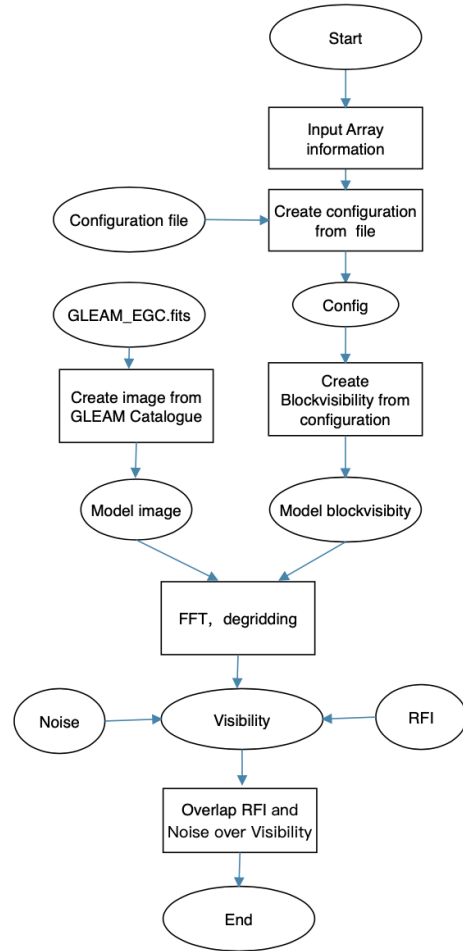 Start
Input Array
information
Configuration file
Create configuration
from file
GLEAM_EGC.fits
Config
Create image from
GLEAM Catalogue
Create
Blockvisibility from
configuration
Model image
Model blockvisibity
FFT, degridding
Noise
Visibility
RFI
Overlap RFI and
Noise over Visibility
End